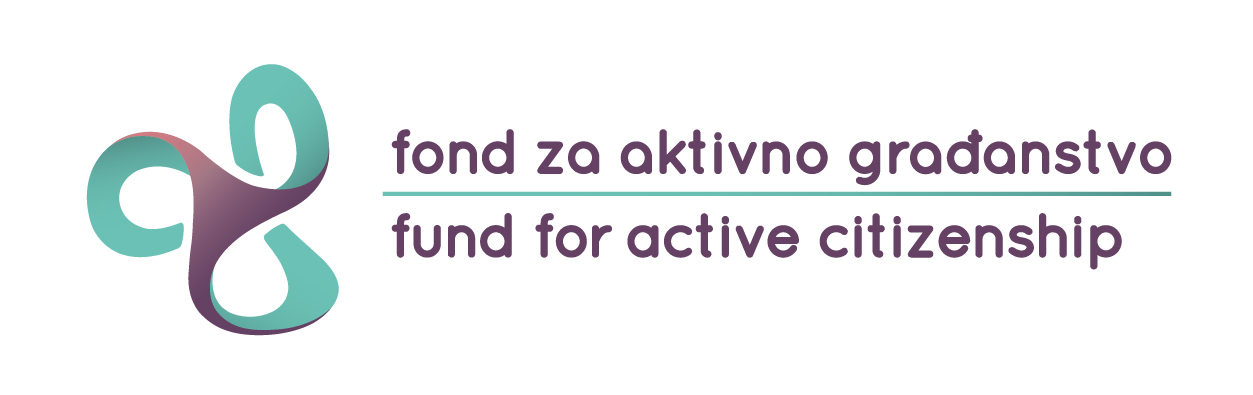 fond za aktivno građanstvo
fund for active citizenship